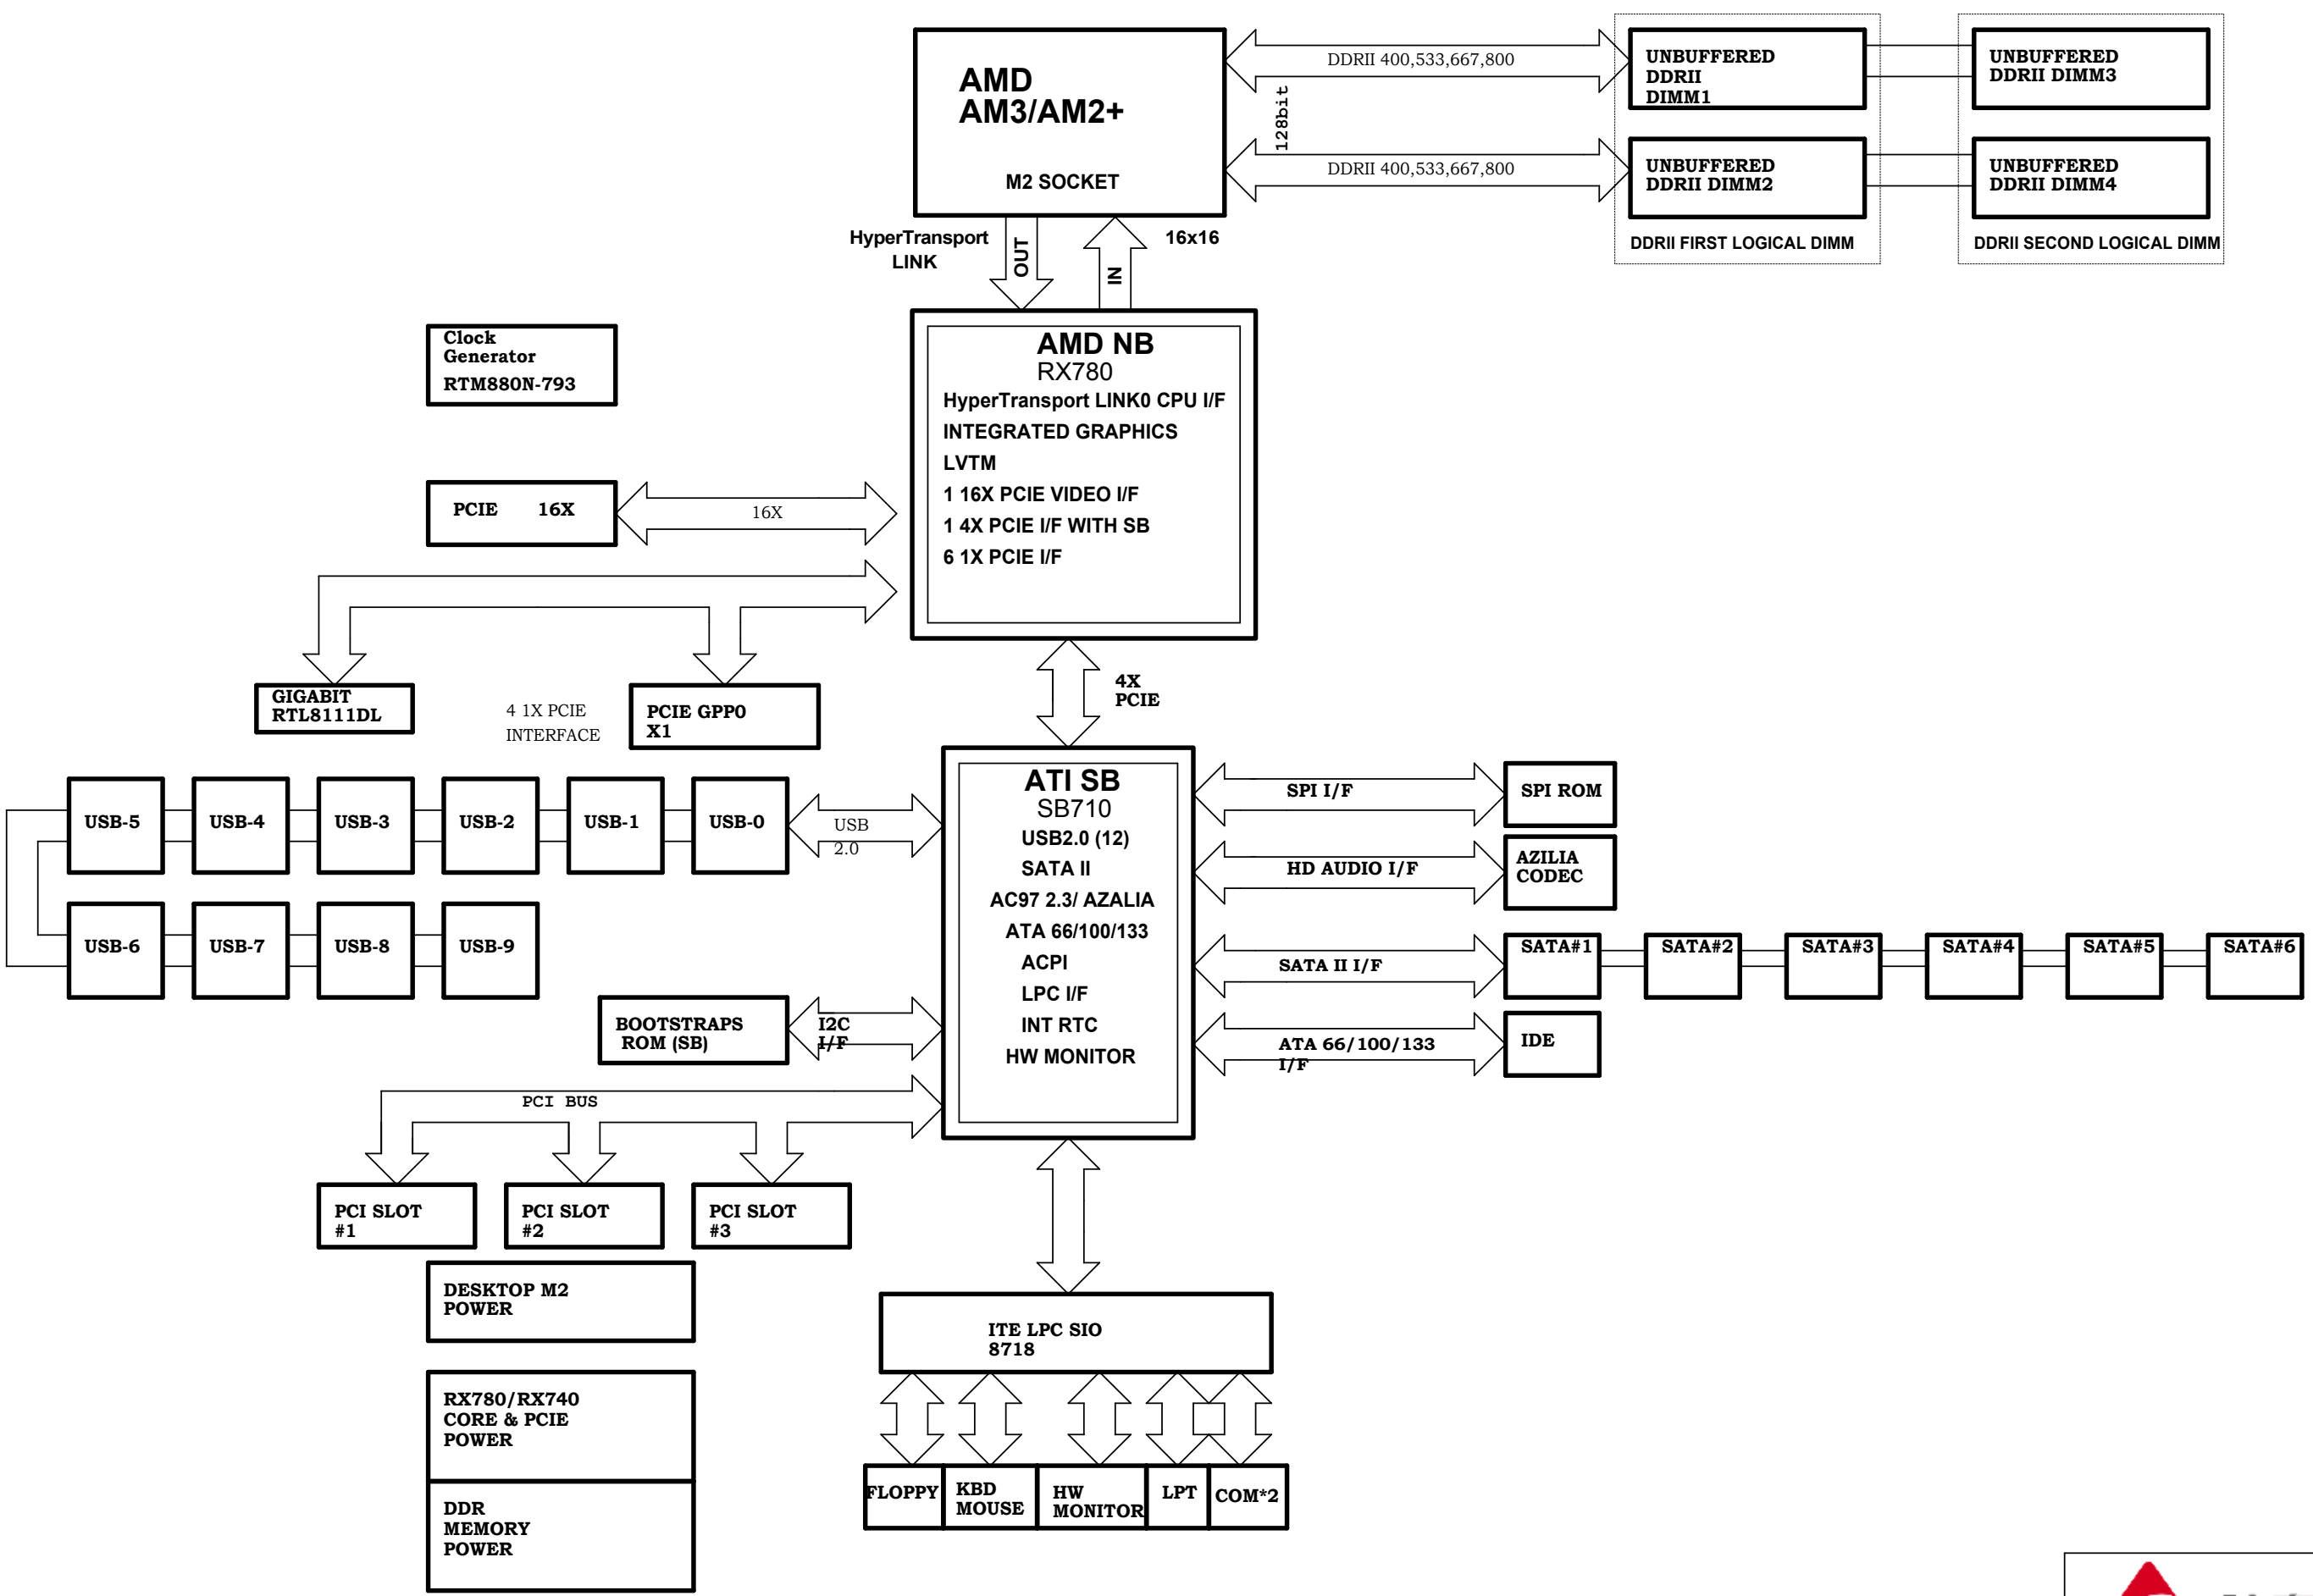 AMD
AM3/AM2+
M2 SOCKET
DDRII 400,533,667,800
128bit
DDRII 400,533,667,800
UNBUFFERED
DDRII
DIMM1
UNBUFFERED
DDRII DIMM3
UNBUFFERED
DDRII DIMM2
UNBUFFERED
DDRII DIMM4
DDRII FIRST LOGICAL DIMM
DDRII SECOND LOGICAL DIMM
HyperTransport
LINK
OUT
IN
16x16
Clock
Generator
RTM880N-793
AMD NB
RX780
HyperTransport LINK0 CPU I/F
INTEGRATED GRAPHICS
LVTM
1 16X PCIE VIDEO I/F
1 4X PCIE I/F WITH SB
6 1X PCIE I/F
PCIE 16X
16X
GIGABIT
RTL8111DL
4 1X PCIE
INTERFACE
PCIE GPP0
X1
4X
PCIE
USB-5
USB-4
USB-3
USB-2
USB-1
USB-0
USB
2.0
USB-6
USB-7
USB-8
USB-9
ATI SB
SB710
USB2.0 (12)
SATA II
AC97 2.3/ AZALIA
ATA 66/100/133
ACPI
LPC I/F
INT RTC
HW MONITOR
SPI I/F
SPI ROM
HD AUDIO I/F
AZILIA
CODEC
SATA II I/F
SATA#1
SATA#2
SATA#3
SATA#4
SATA#5
SATA#6
ATA 66/100/133
I/F
IDE
BOOTSTRAPS
ROM (SB)
I2C
I/F
PCI BUS
PCI SLOT
#1
PCI SLOT
#2
PCI SLOT
#3
DESKTOP M2
POWER
RX780/RX740
CORE & PCIE
POWER
DDR
MEMORY
POWER
ITE LPC SIO
8718
FLOPPY
KBD
MOUSE
HW
MONITOR
LPT
COM*2